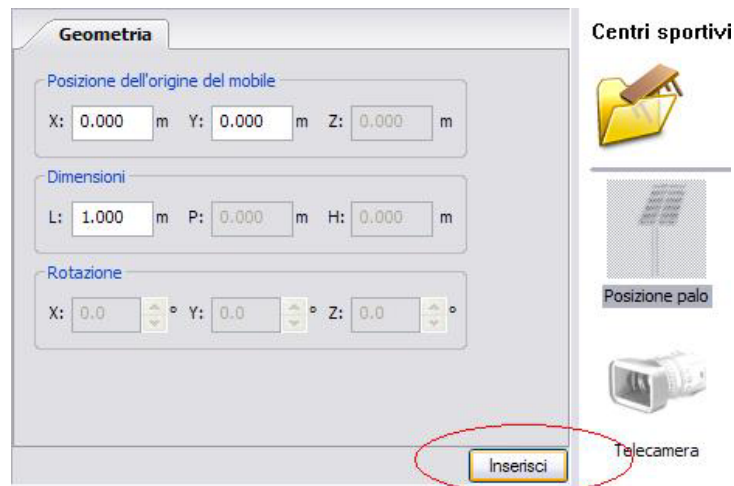 Geometria
Posizione dell'origine del mobile
X: 0.000 m Y: 0.000 m Z: 0.000 m
Dimensioni
L: 1.000 m P: 0.000 m H: 0.000 m
Rotazione
X: 0.0 ° Y: 0.0 ° Z: 0.0 °
Inserisci
Centri sportivi
Posizione palo
Telecamera